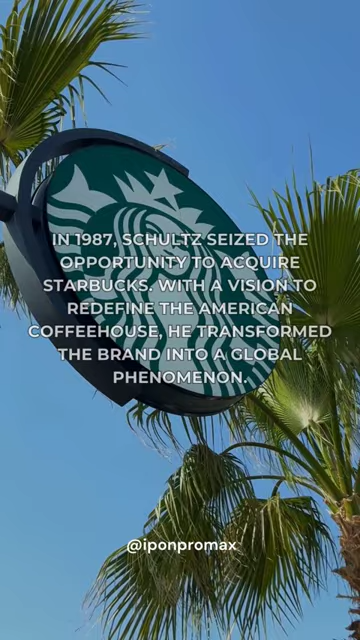 IN 1987, SCHULTZ SEIZED THE
OPPORTUNITY TO ACQUIRE
STARBUCKS. WITH A VISION TO
REDEFINE THE AMERICAN
COFFEEHOUSE, HE TRANSFORMED
THE BRAND INTO A GLOBAL
PHENOMENON.
@iponpromax